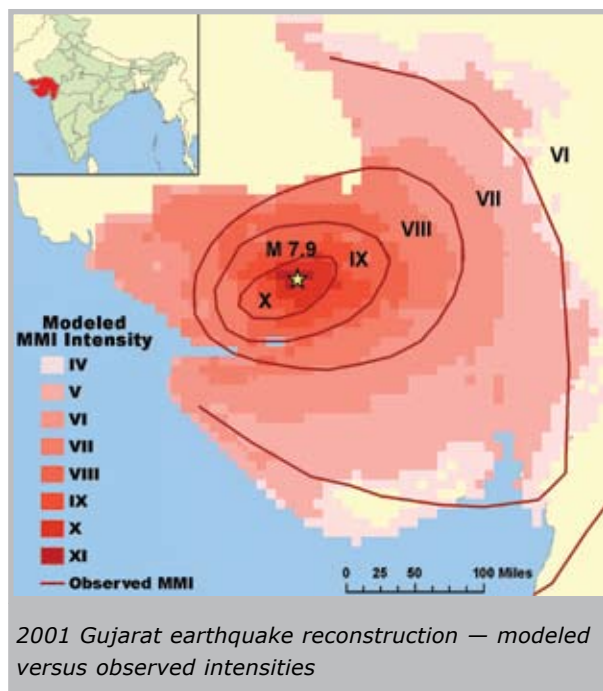 VI
VII
VIII
M 7.9
IX
X
Modeled
MMI Intensity
IV
V
VI
VII
VIII
IX
X
XI
Observed MMI
0 25 50 100 Miles
2001 Gujarat earthquake reconstruction — modeled
versus observed intensities